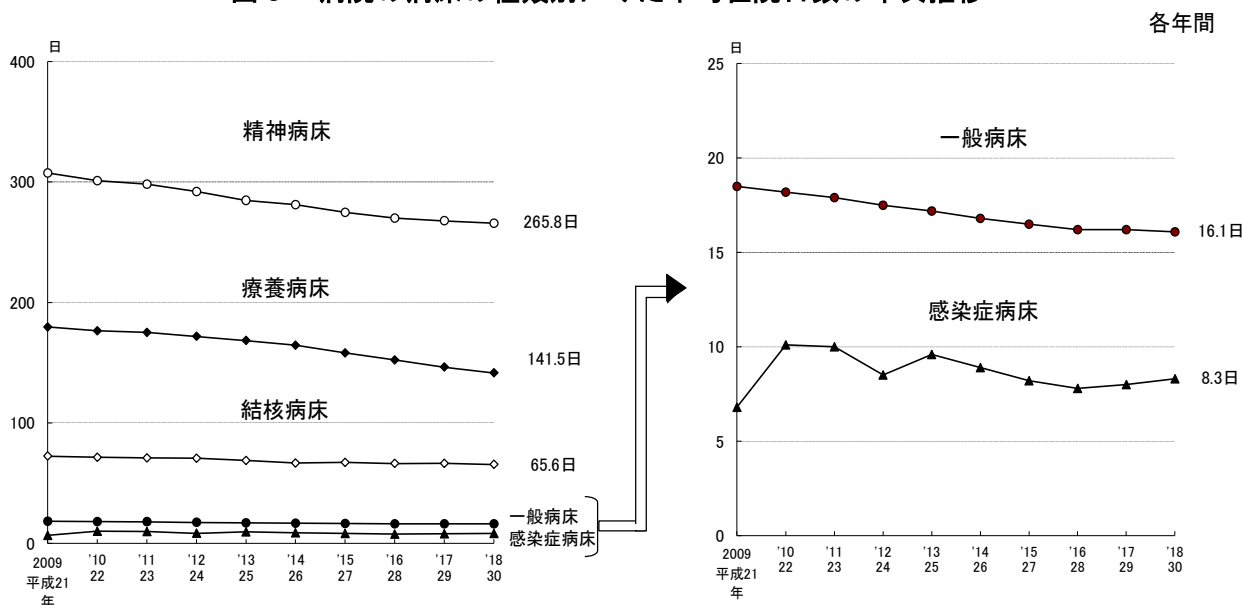 各年間
日
400
300
200
100
0
精神病床
265.8日
療養病床
141.5日
結核病床
65.6日
一般病床
感染症病床
2009 '10 '11 '12 '13 '14 '15 '16 '17 '18
平成21 22 23 24 25 26 27 28 29 30
年
日
25
20
15
10
5
0
一般病床
16.1日
感染症病床
8.3日
2009 '10 '11 '12 '13 '14 '15 '16 '17 '18
平成21 22 23 24 25 26 27 28 29 30
年